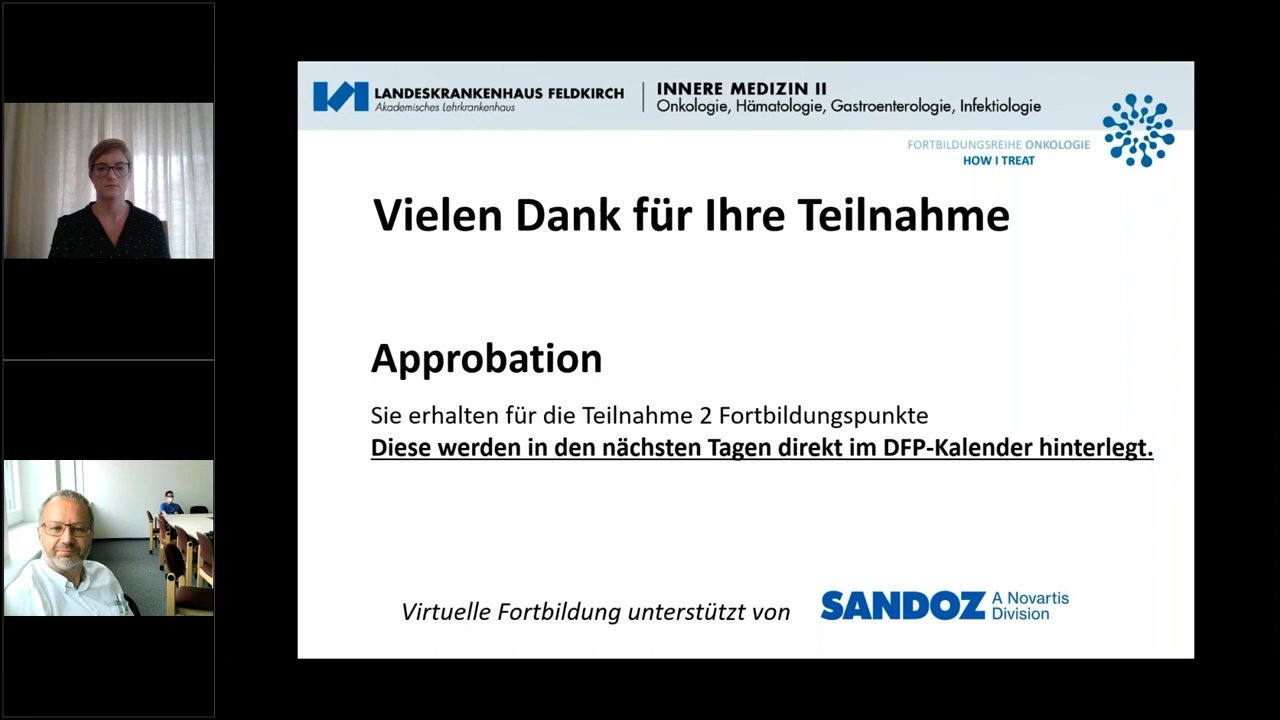 LANDESKRANKENHAUS FELDKIRCH
Akademisches Lehrkrankenhaus
INNERE MEDIZIN II
Onkologie, Hämatologie, Gastroenterologie, Infektiologie
FORTBILDUNGSREIHE ONKOLOGIE
HOW I TREAT
Vielen Dank für Ihre Teilnahme
Approbation
Sie erhalten für die Teilnahme 2 Fortbildungspunkte
Diese werden in den nächsten Tagen direkt im DFP-Kalender hinterlegt.
Virtuelle Fortbildung unterstützt von
SANDOZ
A Novartis
Division